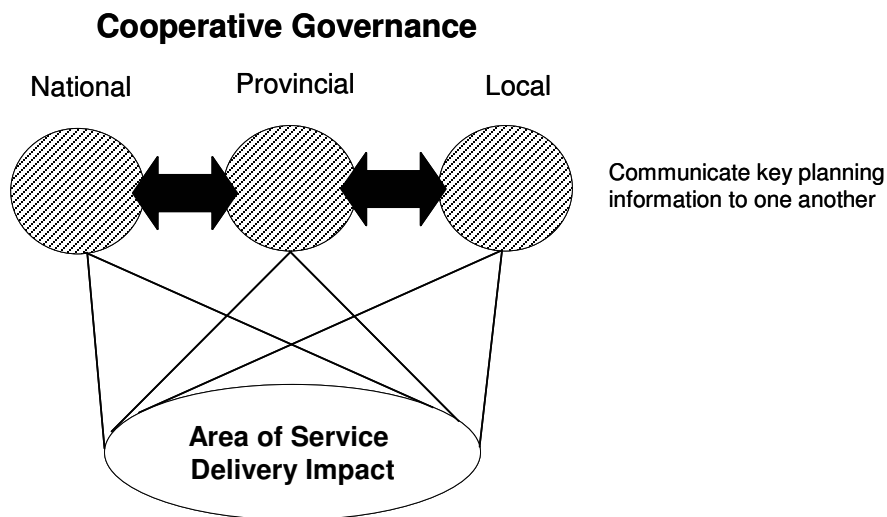 Cooperative Governance
National
Provincial
Local
Communicate key planning
information to one another
Area of Service
Delivery Impact